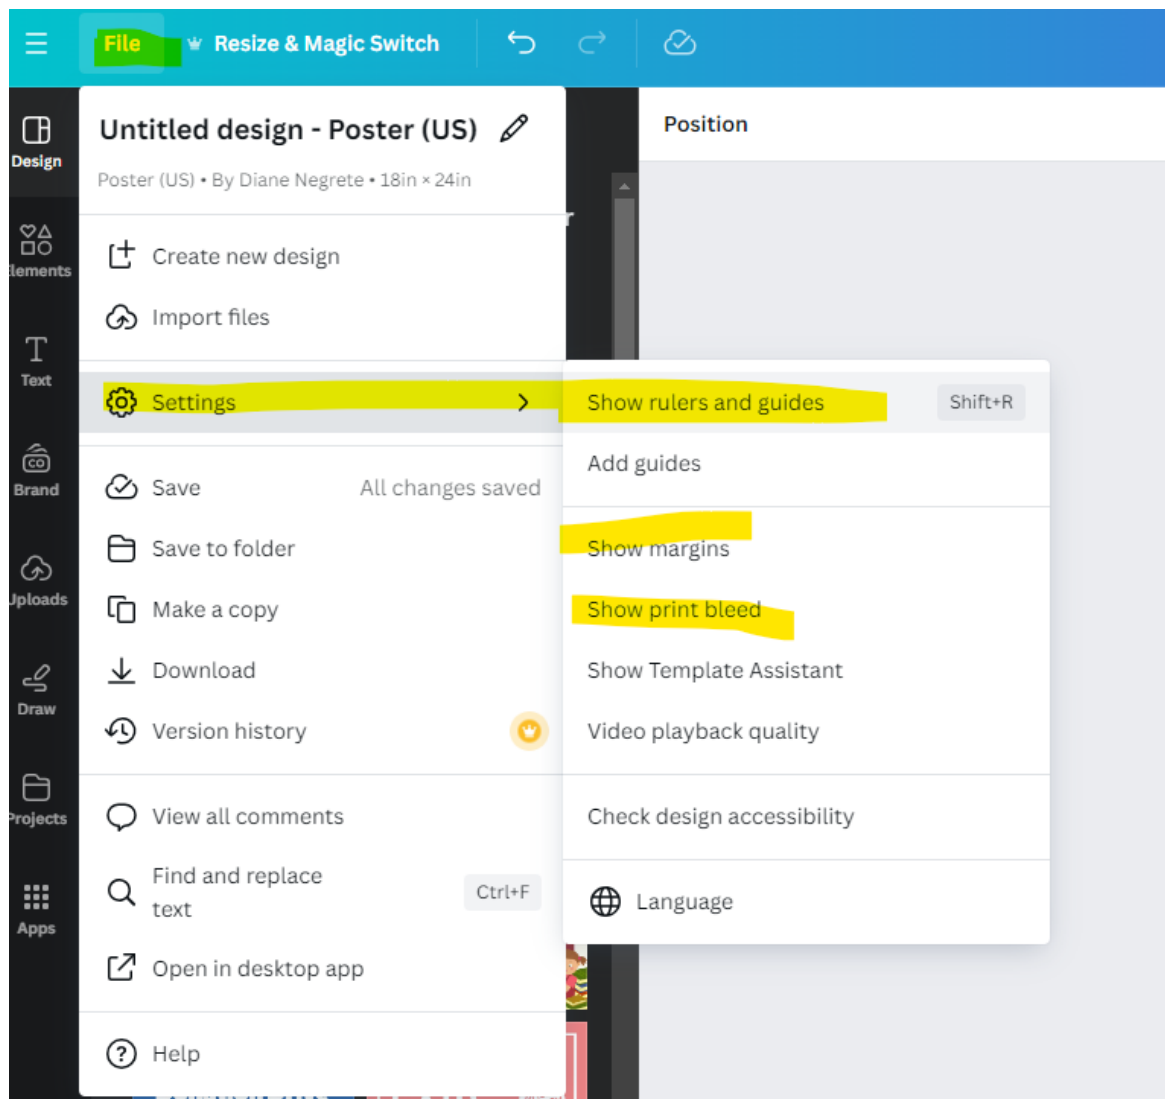 File
Resize & Magic Switch
Design
Elements
Text
Brand
Uploads
Draw
Projects
Apps
Untitled design - Poster (US)
Poster (US) • By Diane Negrete • 18in × 24in
Create new design
Import files
Settings
Save All changes saved
Save to folder
Make a copy
Download
Version history
View all comments
Find and replace
text
Ctrl+F
Open in desktop app
Help
Position
Show rulers and guides Shift+R
Add guides
Show margins
Show print bleed
Show Template Assistant
Video playback quality
Check design accessibility
Language